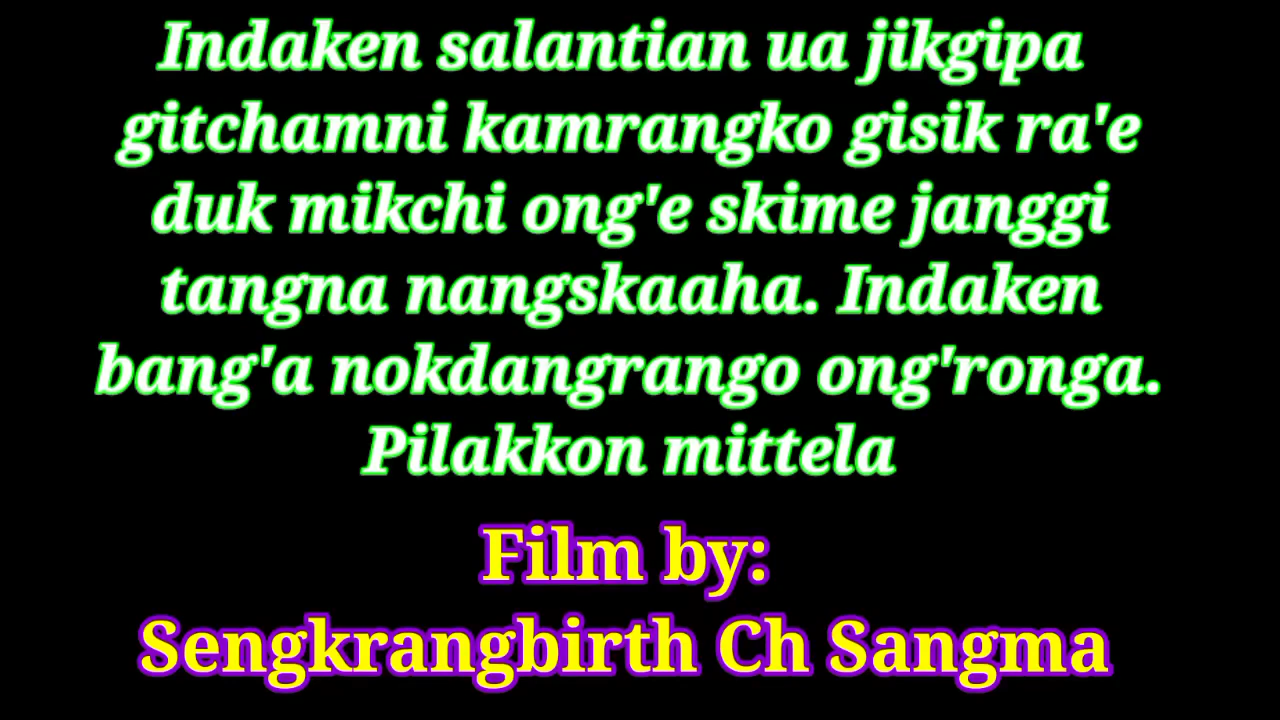 Indaken salantian ua jikgipa
gitchamni kamrangko gisik ra'e
duk mikchi ong'e skime janggi
tangna nangskaaha. Indaken
bang'a nokdangrango ong'ronga.
Pilakkon mittela
Film by:
Sengkrangbirth Ch Sangma